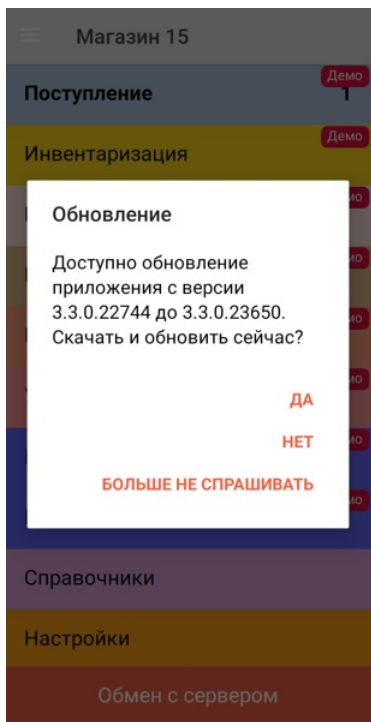 Магазин 15
Демо
Поступление
1
Демо
Инвентаризация
Обновление
Доступно обновление
приложения с версии
3.3.0.22744 до 3.3.0.23650.
Скачать и обновить сейчас?
ДА
НЕТ
БОЛЬШЕ НЕ СПРАШИВАТЬ
Справочники
Настройки
Обмен с сервером